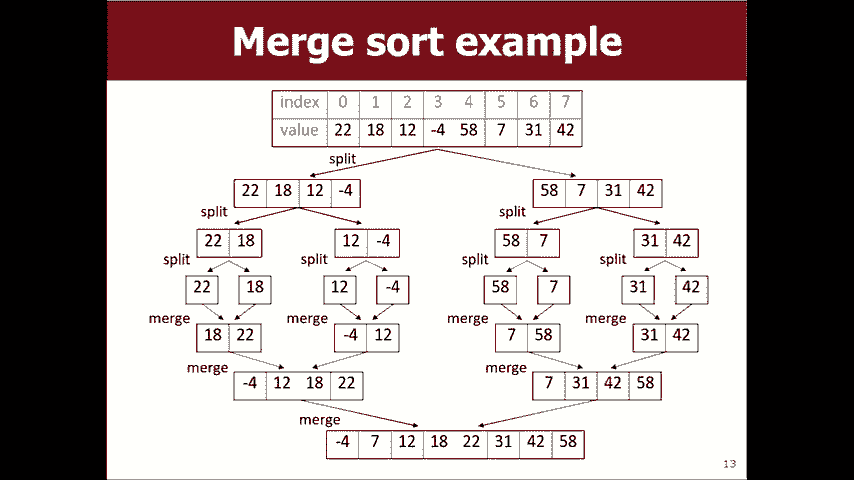 Merge sort example
index 0 1 2 3 4 5 6 7
value 22 18 12 -4 58 7 31 42
split
22 18 12 -4 58 7 31 42
split split
22 18 12 -4 58 7 31 42
split split split split
22 18 12 -4 58 7 31 42
merge merge merge merge
18 22 -4 12 7 58 31 42
merge merge
-4 12 18 22 7 31 42 58
merge
-4 7 12 18 22 31 42 58
13